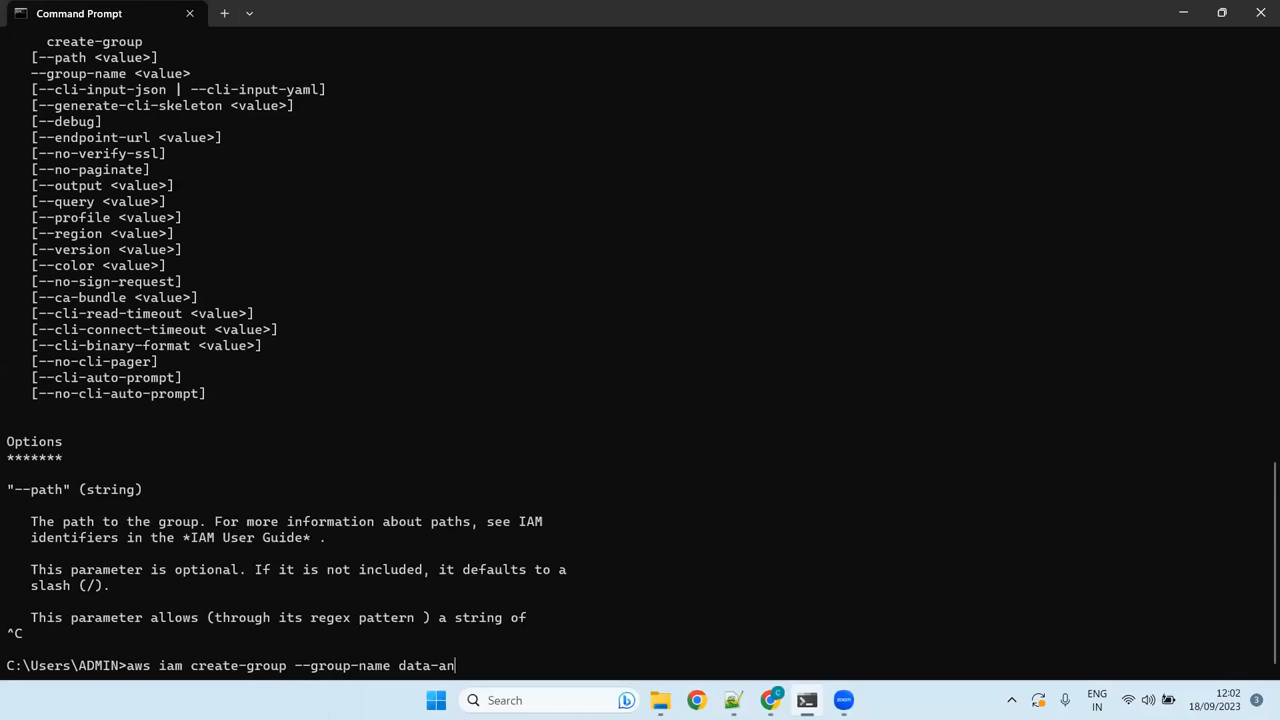 Command Prompt
create-group
[--path <value>]
--group-name <value>
[--cli-input-json | --cli-input-yaml]
[--generate-cli-skeleton <value>]
[--debug]
[--endpoint-url <value>]
[--no-verify-ssl]
[--no-paginate]
[--output <value>]
[--query <value>]
[--profile <value>]
[--region <value>]
[--version <value>]
[--color <value>]
[--no-sign-request]
[--ca-bundle <value>]
[--cli-read-timeout <value>]
[--cli-connect-timeout <value>]
[--cli-binary-format <value>]
[--no-cli-pager]
[--cli-auto-prompt]
[--no-cli-auto-prompt]
Options
*******
"--path" (string)
The path to the group. For more information about paths, see IAM
identifiers in the *IAM User Guide* .
This parameter is optional. If it is not included, it defaults to a
slash (/).
This parameter allows (through its regex pattern ) a string of
^C
C:\Users\ADMIN>aws iam create-group --group-name data-an
Search
zoom
ENG
IN
12:02
18/09/2023
3